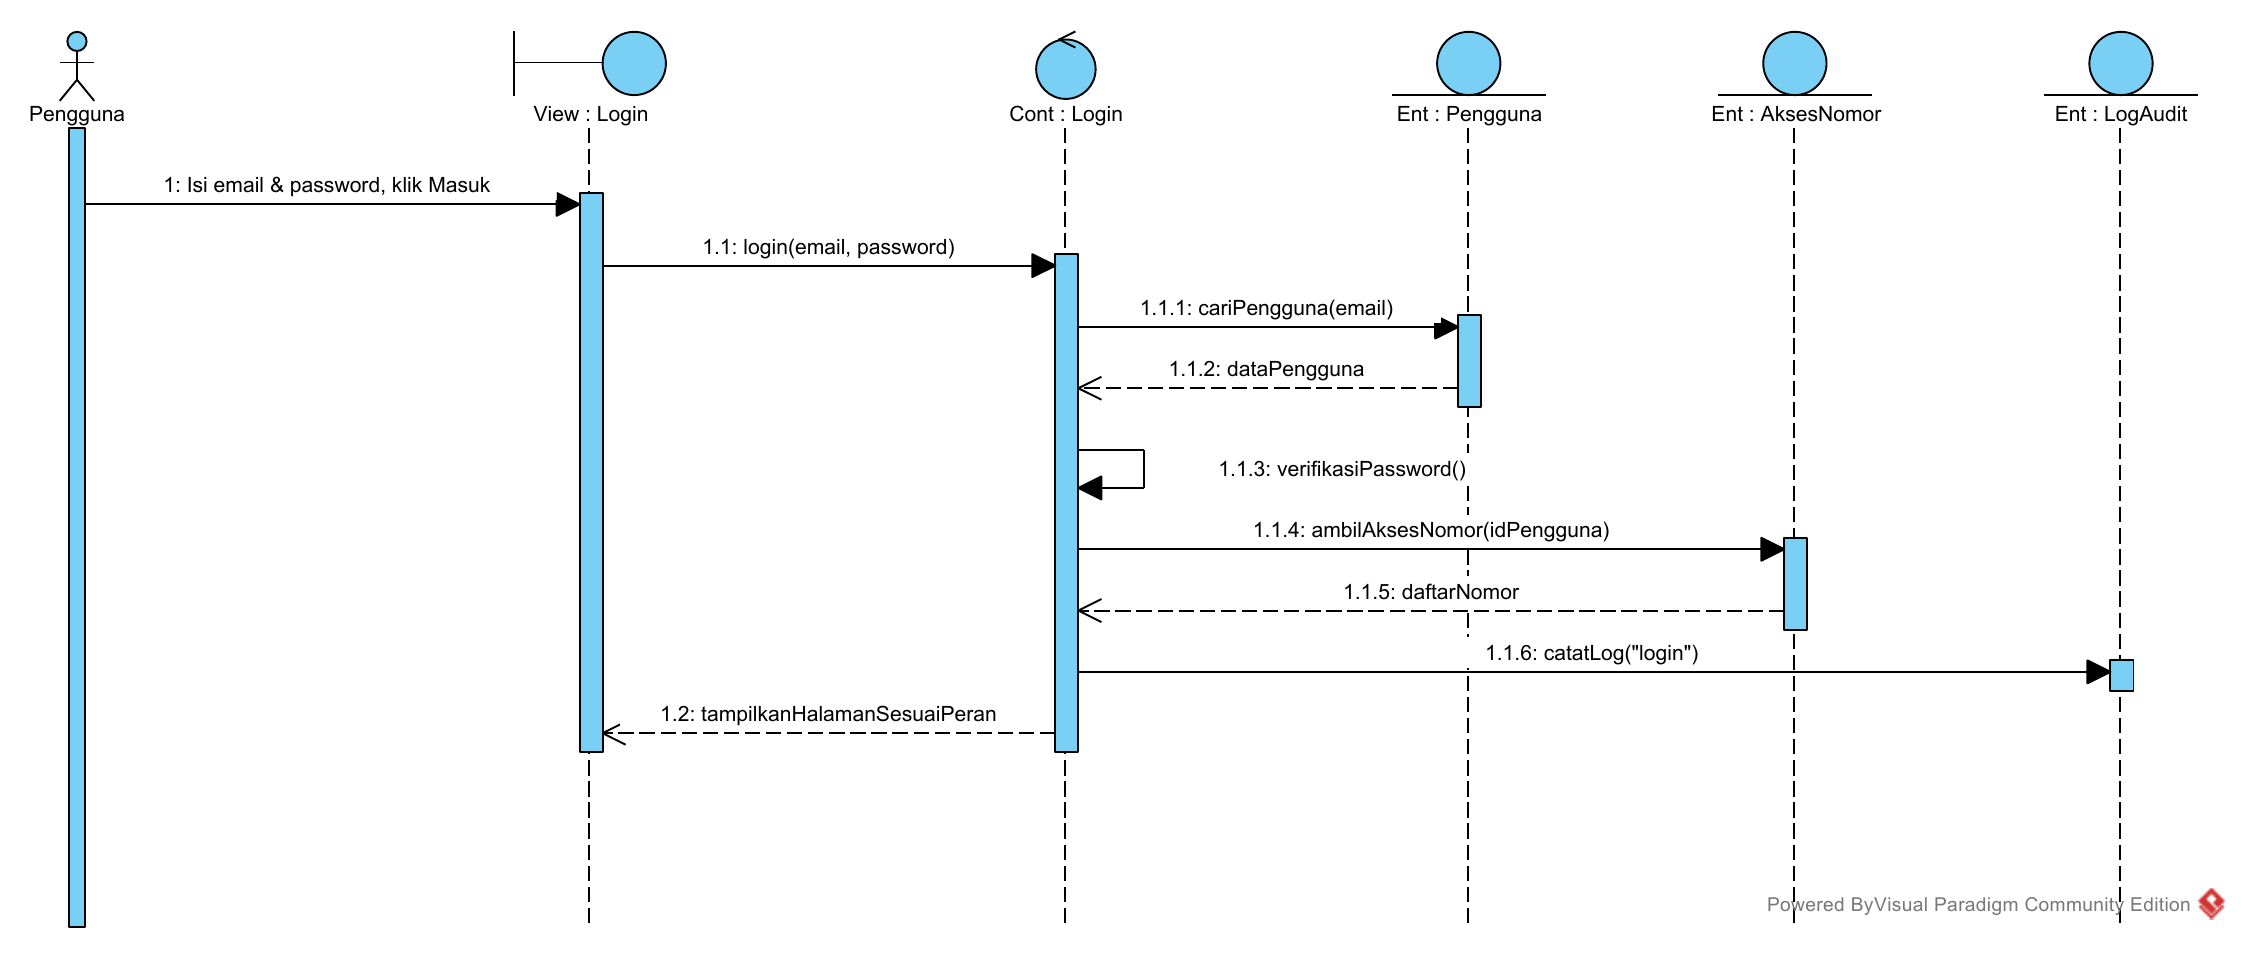 Pengguna
View : Login
Cont : Login
Ent : Pengguna
Ent : AksesNomor
Ent : LogAudit
1: Isi email & password, klik Masuk
1.1: login(email, password)
1.1.1: cariPengguna(email)
1.1.2: dataPengguna
1.1.3: verifikasiPassword()
1.1.4: ambilAksesNomor(idPengguna)
1.1.5: daftarNomor
1.1.6: catatLog("login")
1.2: tampilkanHalamanSesuaiPeran
Powered ByVisual Paradigm Community Edition